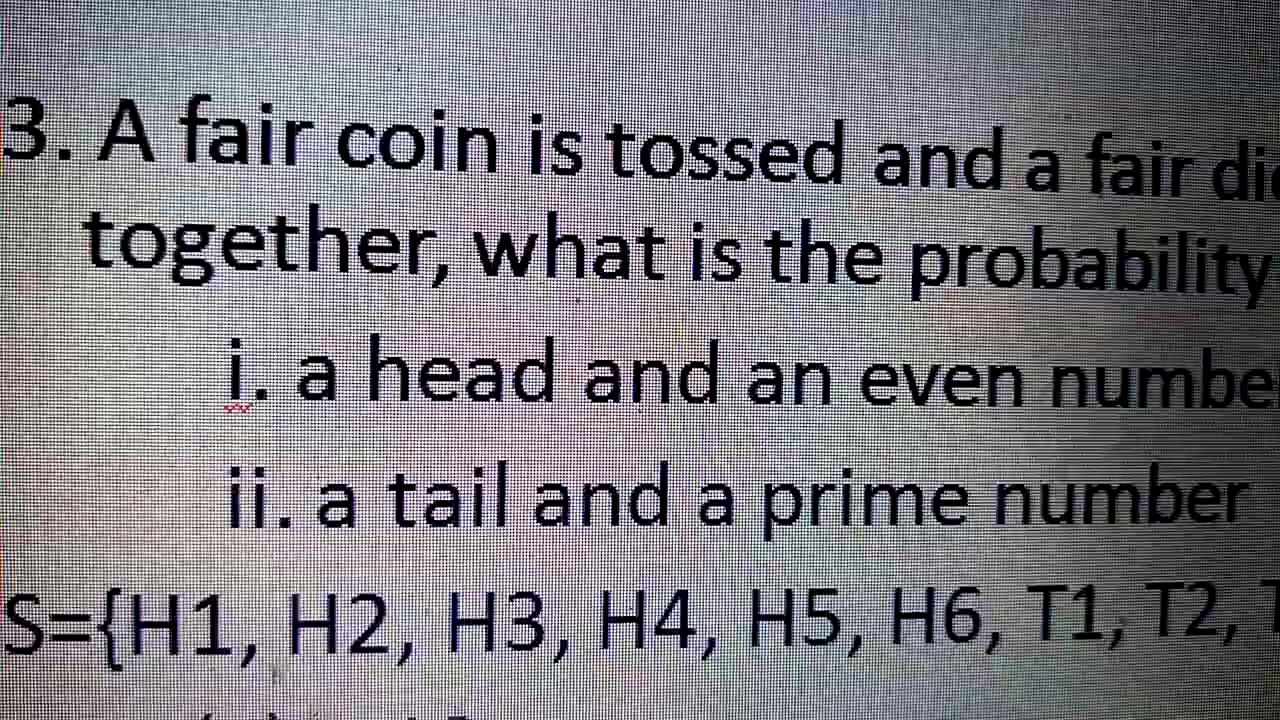 3. A fair coin is tossed and a fair
together, what is the probability
i. a head and an even
ii. a tail and a prime number
S={H1, H2, H3, H4, H5, H6, T1, T2,